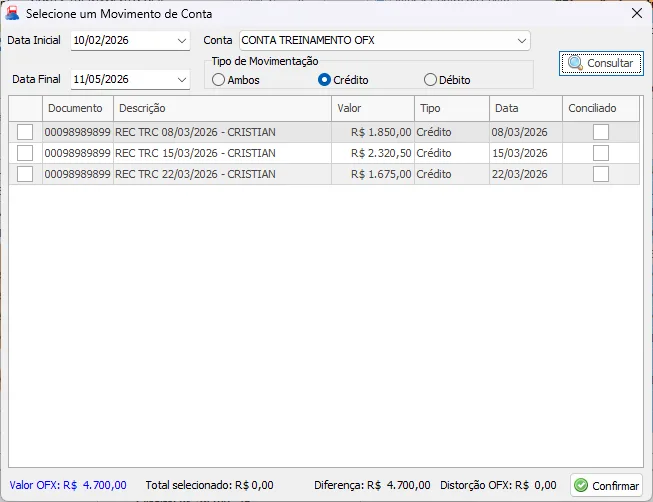 Selecione um Movimento de Conta
Data Inicial 10/02/2026 Conta CONTA TREINAMENTO OFX
Consultar
Tipo de Movimentação
Data Final 11/05/2026 Ambos Crédito Débito
Documento Descrição Valor Tipo Data Conciliado
00098989899 REC TRC 08/03/2026 - CRISTIAN R$ 1.850,00 Crédito 08/03/2026
00098989899 REC TRC 15/03/2026 - CRISTIAN R$ 2.320,50 Crédito 15/03/2026
00098989899 REC TRC 22/03/2026 - CRISTIAN R$ 1.675,00 Crédito 22/03/2026
Valor OFX: R$ 4.700,00 Total selecionado: R$ 0,00 Diferença: R$ 4.700,00 Distorção OFX: R$ 0,00 Confirmar